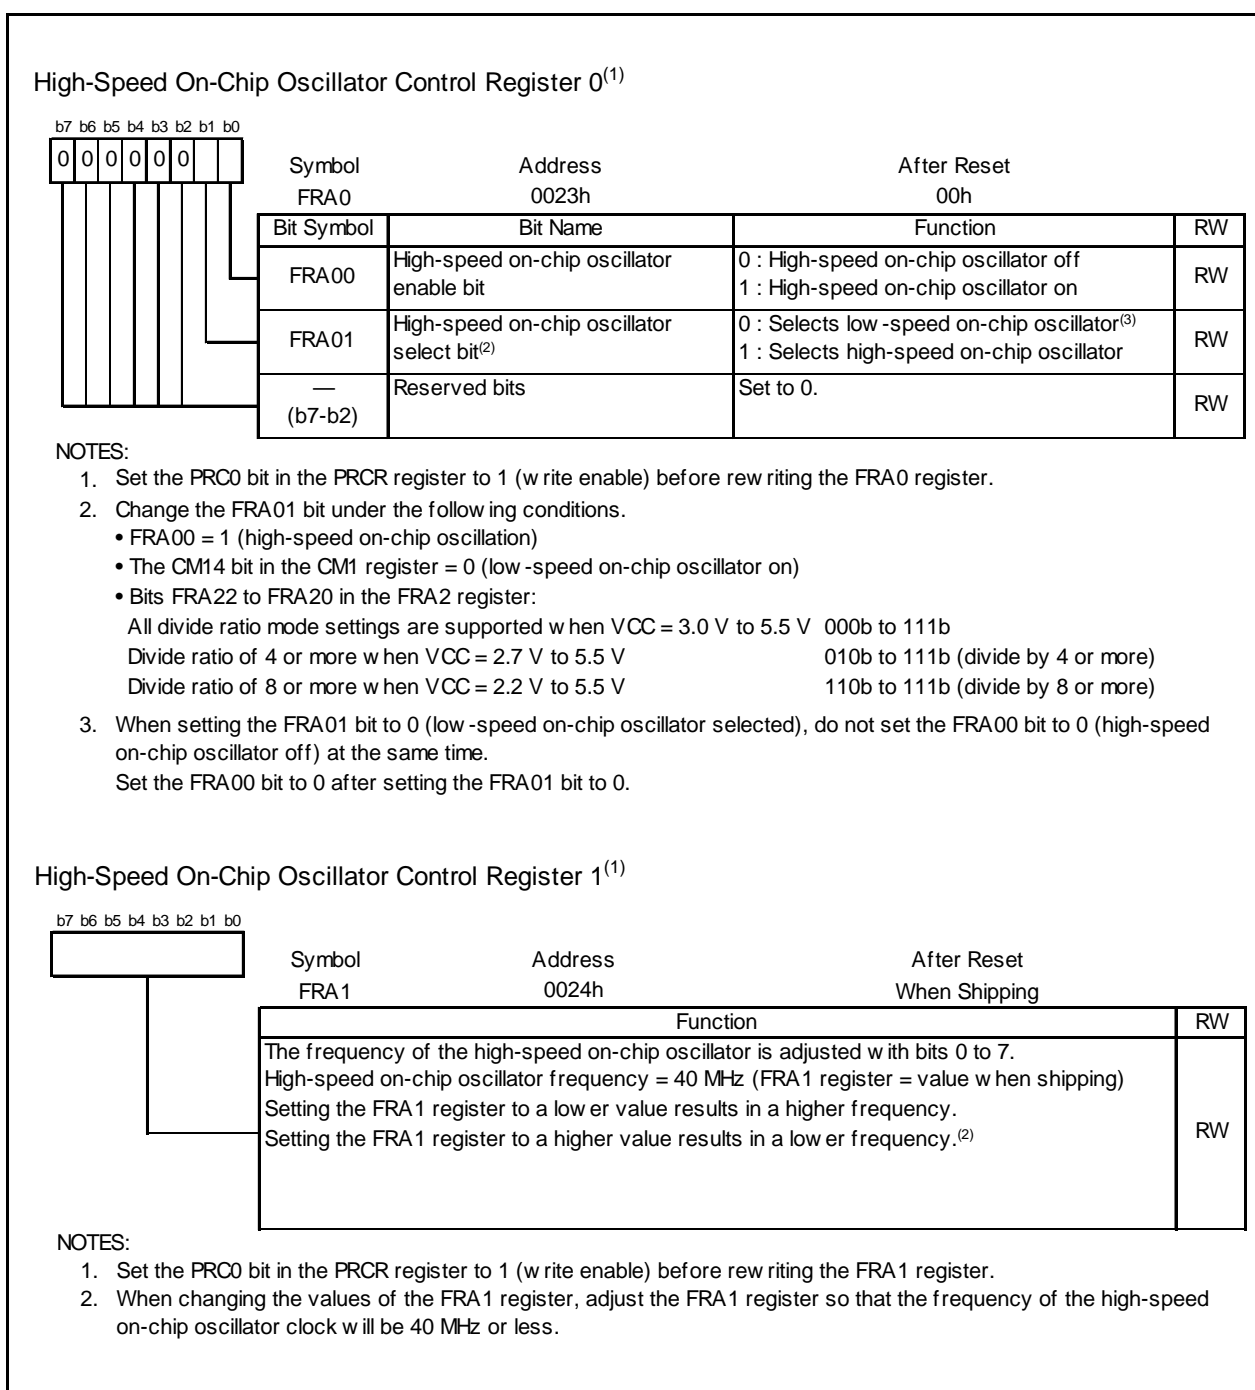 High-Speed On-Chip Oscillator Control Register 0(1)
b7 b6 b5 b4 b3 b2 b1 b0
0 0 0 0 0 0
Symbol Address After Reset
FRA0 0023h 00h
Bit Symbol Bit Name Function RW
FRA00 High-speed on-chip oscillator enable bit 0 : High-speed on-chip oscillator off 1 : High-speed on-chip oscillator on RW
FRA01 High-speed on-chip oscillator select bit(2) 0 : Selects low-speed on-chip oscillator(3) 1 : Selects high-speed on-chip oscillator RW
— (b7-b2) Reserved bits Set to 0. RW
NOTES:
1. Set the PRC0 bit in the PRCR register to 1 (write enable) before rewriting the FRA0 register.
2. Change the FRA01 bit under the following conditions.
• FRA00 = 1 (high-speed on-chip oscillation)
• The CM14 bit in the CM1 register = 0 (low-speed on-chip oscillator on)
• Bits FRA22 to FRA20 in the FRA2 register:
All divide ratio mode settings are supported when VCC = 3.0 V to 5.5 V 000b to 111b
Divide ratio of 4 or more when VCC = 2.7 V to 5.5 V 010b to 111b (divide by 4 or more)
Divide ratio of 8 or more when VCC = 2.2 V to 5.5 V 110b to 111b (divide by 8 or more)
3. When setting the FRA01 bit to 0 (low-speed on-chip oscillator selected), do not set the FRA00 bit to 0 (high-speed
on-chip oscillator off) at the same time.
Set the FRA00 bit to 0 after setting the FRA01 bit to 0.
High-Speed On-Chip Oscillator Control Register 1(1)
b7 b6 b5 b4 b3 b2 b1 b0
Symbol Address After Reset
FRA1 0024h When Shipping
Function RW
The frequency of the high-speed on-chip oscillator is adjusted with bits 0 to 7.
High-speed on-chip oscillator frequency = 40 MHz (FRA1 register = value when shipping)
Setting the FRA1 register to a lower value results in a higher frequency.
Setting the FRA1 register to a higher value results in a lower frequency.(2) RW
NOTES:
1. Set the PRC0 bit in the PRCR register to 1 (write enable) before rewriting the FRA1 register.
2. When changing the values of the FRA1 register, adjust the FRA1 register so that the frequency of the high-speed
on-chip oscillator clock will be 40 MHz or less.